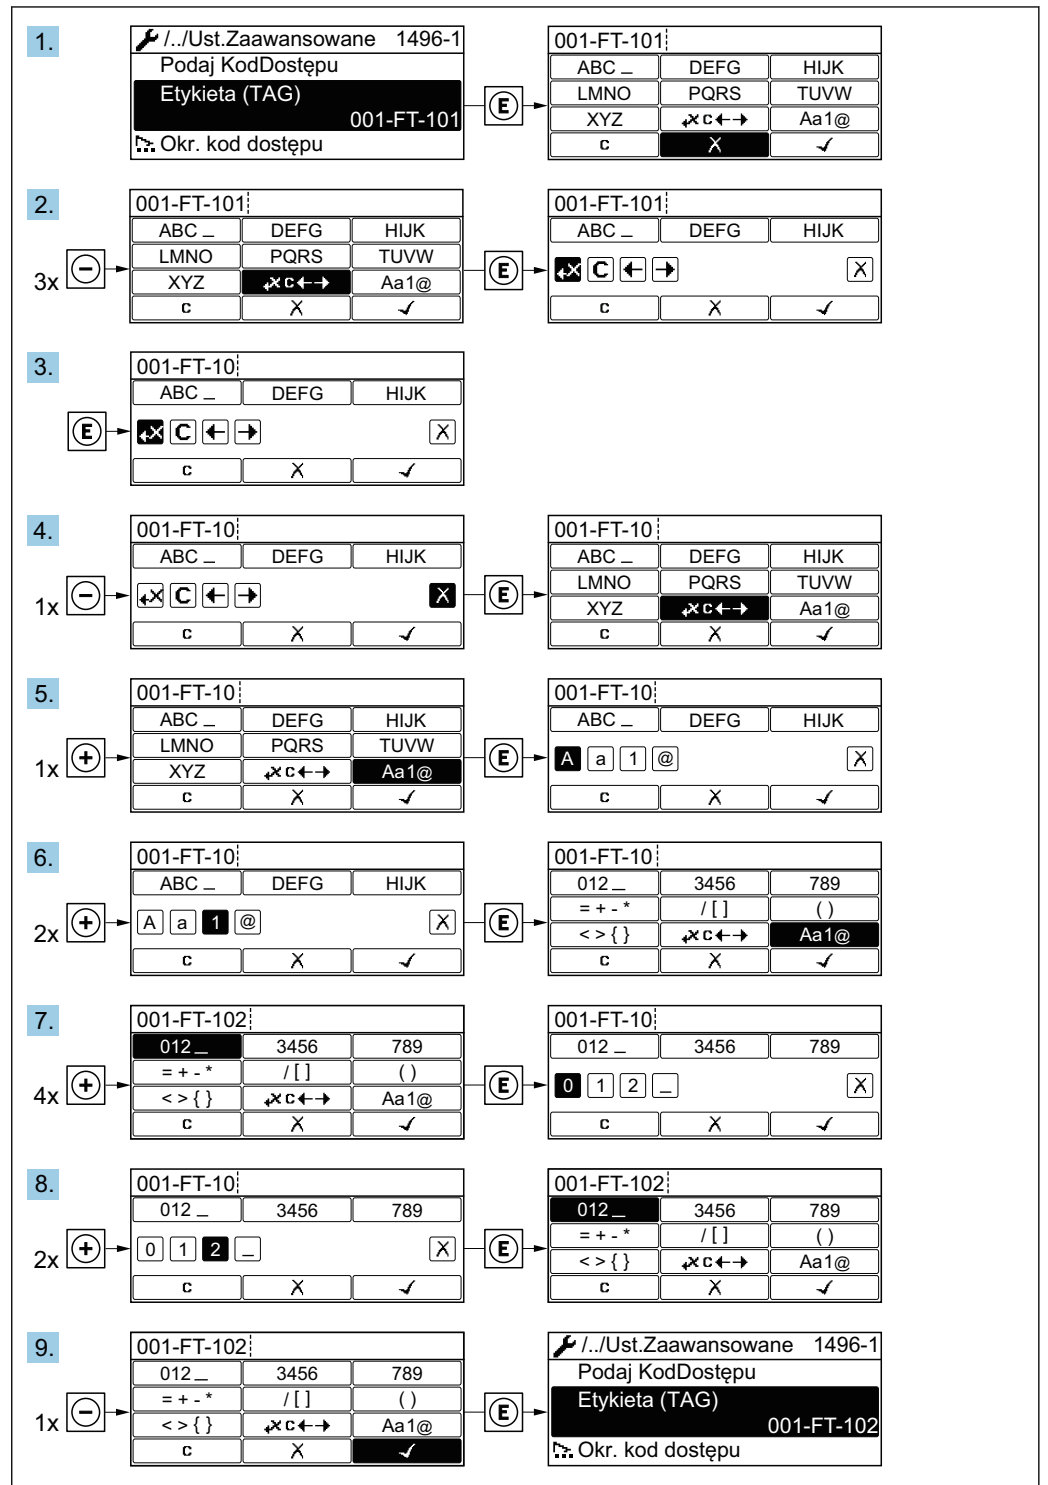 1.
/../Ust.Zaawansowane 1496-1
Podaj KodDostępu
Etykieta (TAG)
001-FT-101
Okr. kod dostępu
E
001-FT-101
ABC _ DEFG HIJK
LMNO PQRS TUVW
XYZ C Aa1@
C X
2.
3x
001-FT-101
ABC _ DEFG HIJK
LMNO PQRS TUVW
XYZ C Aa1@
C X
E
001-FT-101
ABC _ DEFG HIJK
C X
C X
3.
E
001-FT-10
ABC _ DEFG HIJK
C X
C X
4.
1x
001-FT-10
ABC _ DEFG HIJK
C X
C X
E
001-FT-10
ABC _ DEFG HIJK
LMNO PQRS TUVW
XYZ C Aa1@
C X
5.
1x
001-FT-10
ABC _ DEFG HIJK
LMNO PQRS TUVW
XYZ C Aa1@
C X
E
001-FT-10
ABC _ DEFG HIJK
A a 1 @ X
C X
6.
2x
001-FT-10
ABC _ DEFG HIJK
A a 1 @ X
C X
E
001-FT-10
012 _ 3456 789
= + - * / [ ] ( )
< > { } C Aa1@
C X
7.
4x
001-FT-102
012 _ 3456 789
= + - * / [ ] ( )
< > { } C Aa1@
C X
E
001-FT-10
012 _ 3456 789
0 1 2 _ X
C X
8.
2x
001-FT-10
012 _ 3456 789
0 1 2 _ X
C X
E
001-FT-102
012 _ 3456 789
= + - * / [ ] ( )
< > { } C Aa1@
C X
9.
1x
001-FT-102
012 _ 3456 789
= + - * / [ ] ( )
< > { } C Aa1@
C X
E
/../Ust.Zaawansowane 1496-1
Podaj KodDostępu
Etykieta (TAG)
001-FT-102
Okr. kod dostępu